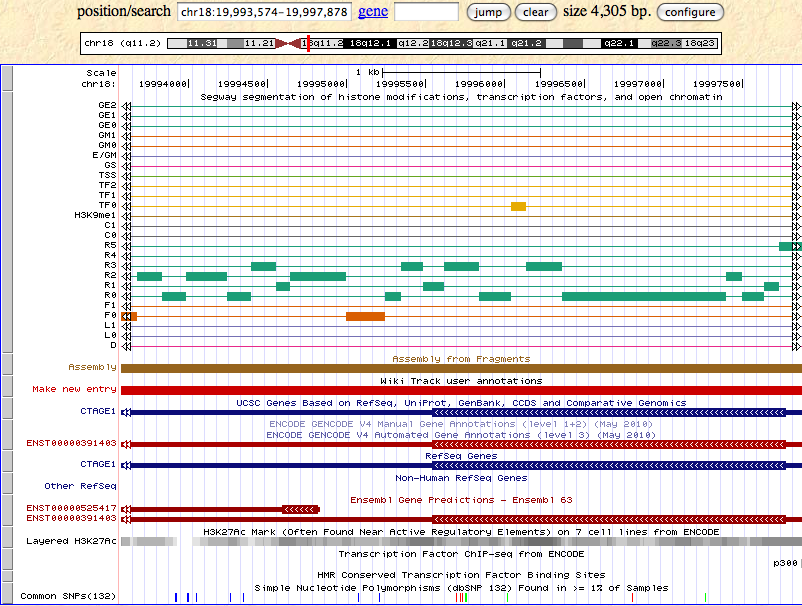 position/search chr18:19,993,574-19,997,878 gene jump clear size 4,305 bp. configure
chr18 (q11.2) 11.31 11.21 18q11.2 18q12.1 q12.2 18q12.3 q21.1 q21.2 q22.1 q22.3 18q23
Scale 1 kb
chr18: 19994000 19994500 19995000 19995500 19996000 19996500 19997000 19997500
Segway segmentation of histone modifications, transcription factors, and open chromatin
GE2
GE1
GE0
GM1
GM0
E/GM
GS
TSS
TF2
TF1
TF0
H3K9me1
C1
C0
R5
R4
R3
R2
R1
R0
F1
F0
L1
L0
D
Assembly from Fragments
Assembly
Wiki Track user annotations
Make new entry
UCSC Genes Based on RefSeq, UniProt, GenBank, CCDS and Comparative Genomics
CTAGE1
ENCODE GENCODE V4 Manual Gene Annotations (level 1+2) (May 2010)
ENCODE GENCODE V4 Automated Gene Annotations (level 3) (May 2010)
ENST00000391403
RefSeq Genes
CTAGE1
Non-Human RefSeq Genes
Other RefSeq
Ensembl Gene Predictions - Ensembl 63
ENST00000525417
ENST00000391403
H3K27Ac Mark (Often Found Near Active Regulatory Elements) on 7 cell lines from ENCODE
Layered H3K27Ac
Transcription Factor ChIP-seq from ENCODE
p300
HMR Conserved Transcription Factor Binding Sites
Simple Nucleotide Polymorphisms (dbSNP 132) Found in >= 1% of Samples
Common SNPs(132)